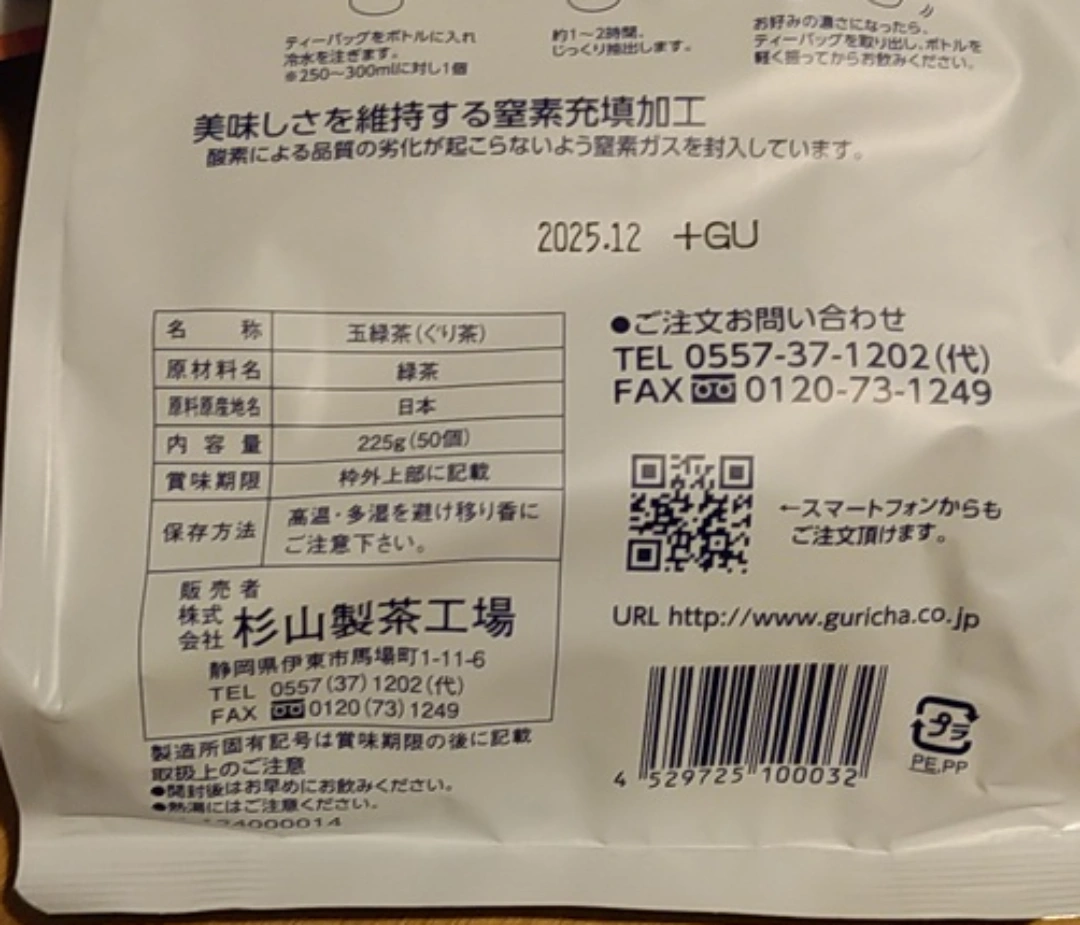 ティーバッグをボトルに入れ
冷水を注ぎます。
※250〜300mlに対し1個
約1〜2時間、
じっくり抽出します。
お好みの濃さになったら、
ティーバッグを取り出し、ボトルを
軽く振ってからお飲みください。
美味しさを維持する窒素充填加工
酸素による品質の劣化が起こらないよう窒素ガスを封入しています。
2025.12 +GU
名称 玉緑茶(ぐり茶)
原材料名 緑茶
原料原産地名 日本
内容量 225g(50個)
賞味期限 枠外上部に記載
保存方法 高温・多湿を避け移り香に
ご注意下さい。
販売者
株式会社 杉山製茶工場
静岡県伊東市馬場町1-11-6
TEL 0557(37)1202(代)
FAX 0120(73)1249
製造所固有記号は賞味期限の後に記載
取扱上のご注意
●開封後はお早めにお飲みください。
●熱湯にはご注意ください。
4000014
●ご注文お問い合わせ
TEL 0557-37-1202(代)
FAX 0120-73-1249
←スマートフォンからも
ご注文頂けます。
URL http://www.guricha.co.jp
4 529725 100032
プラ
PE,PP